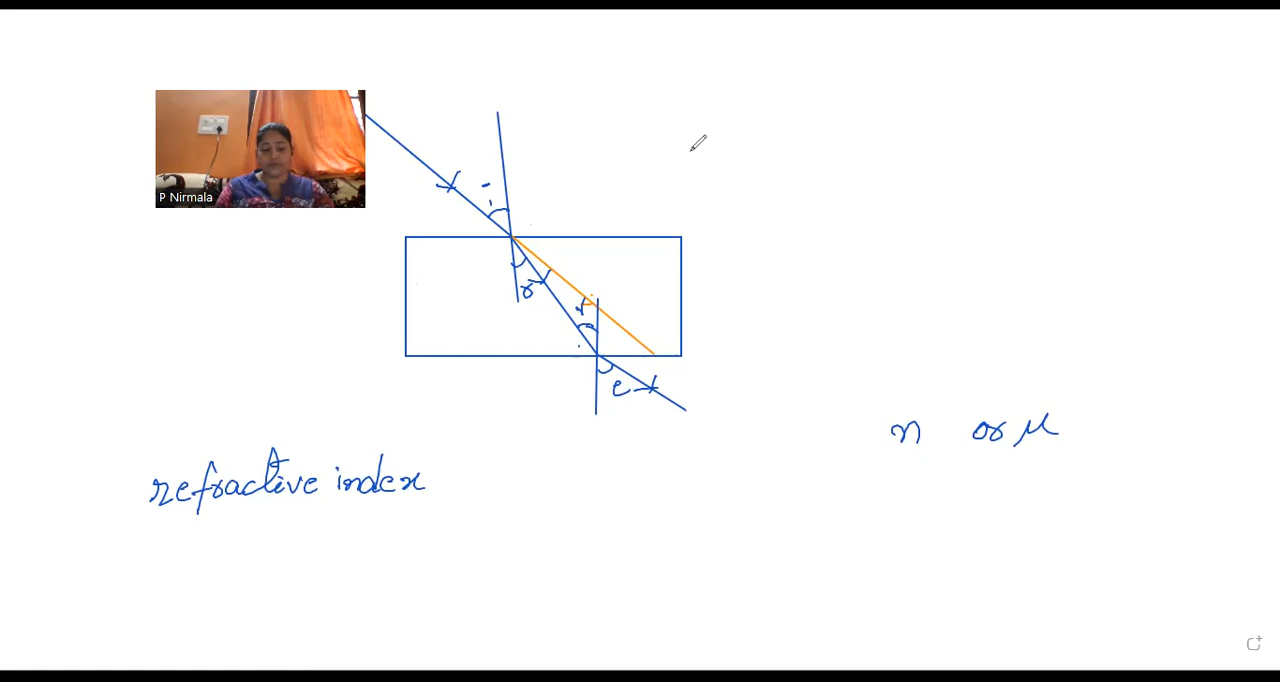 P Nirmala
i
r
r
e
n or μ
refractive index